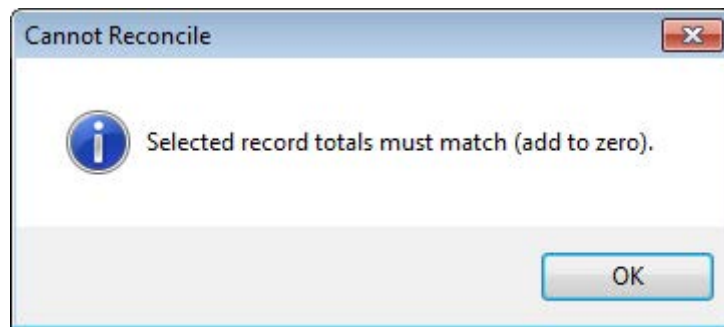 Cannot Reconcile
Selected record totals must match (add to zero).
OK